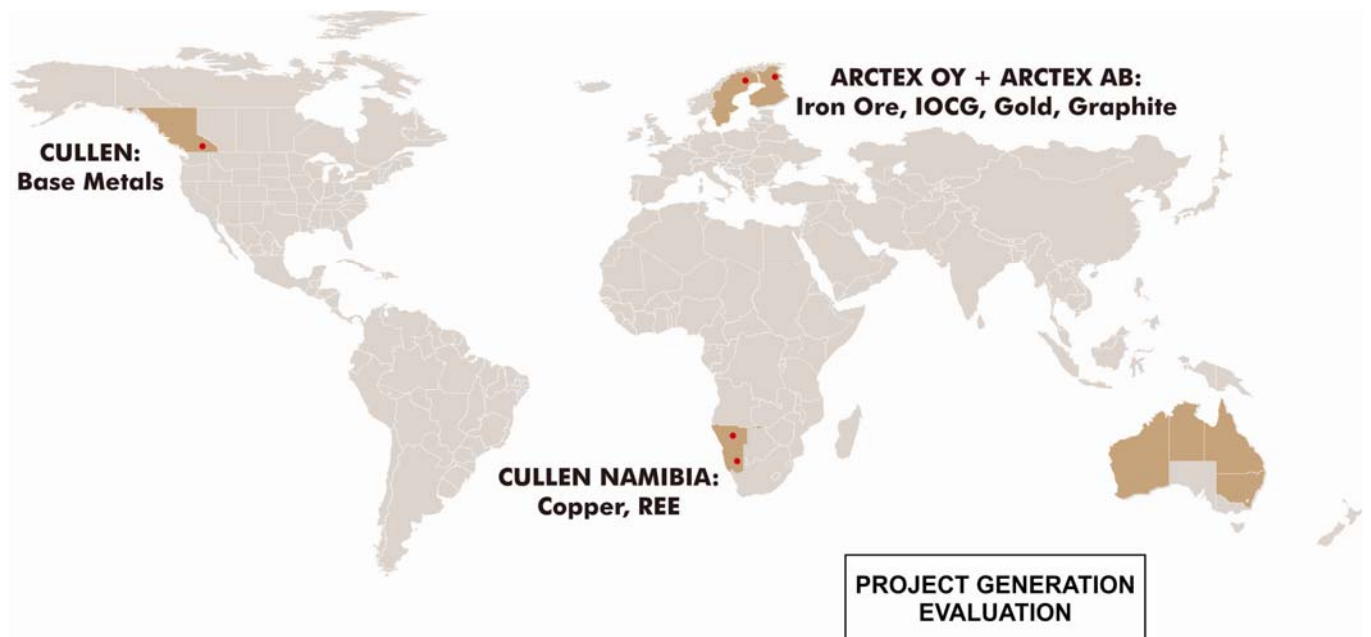 ARCTEX OY + ARCTEX AB:
Iron Ore, IOCG, Gold, Graphite
CULLEN:
Base Metals
CULLEN NAMIBIA:
Copper, REE
PROJECT GENERATION
EVALUATION